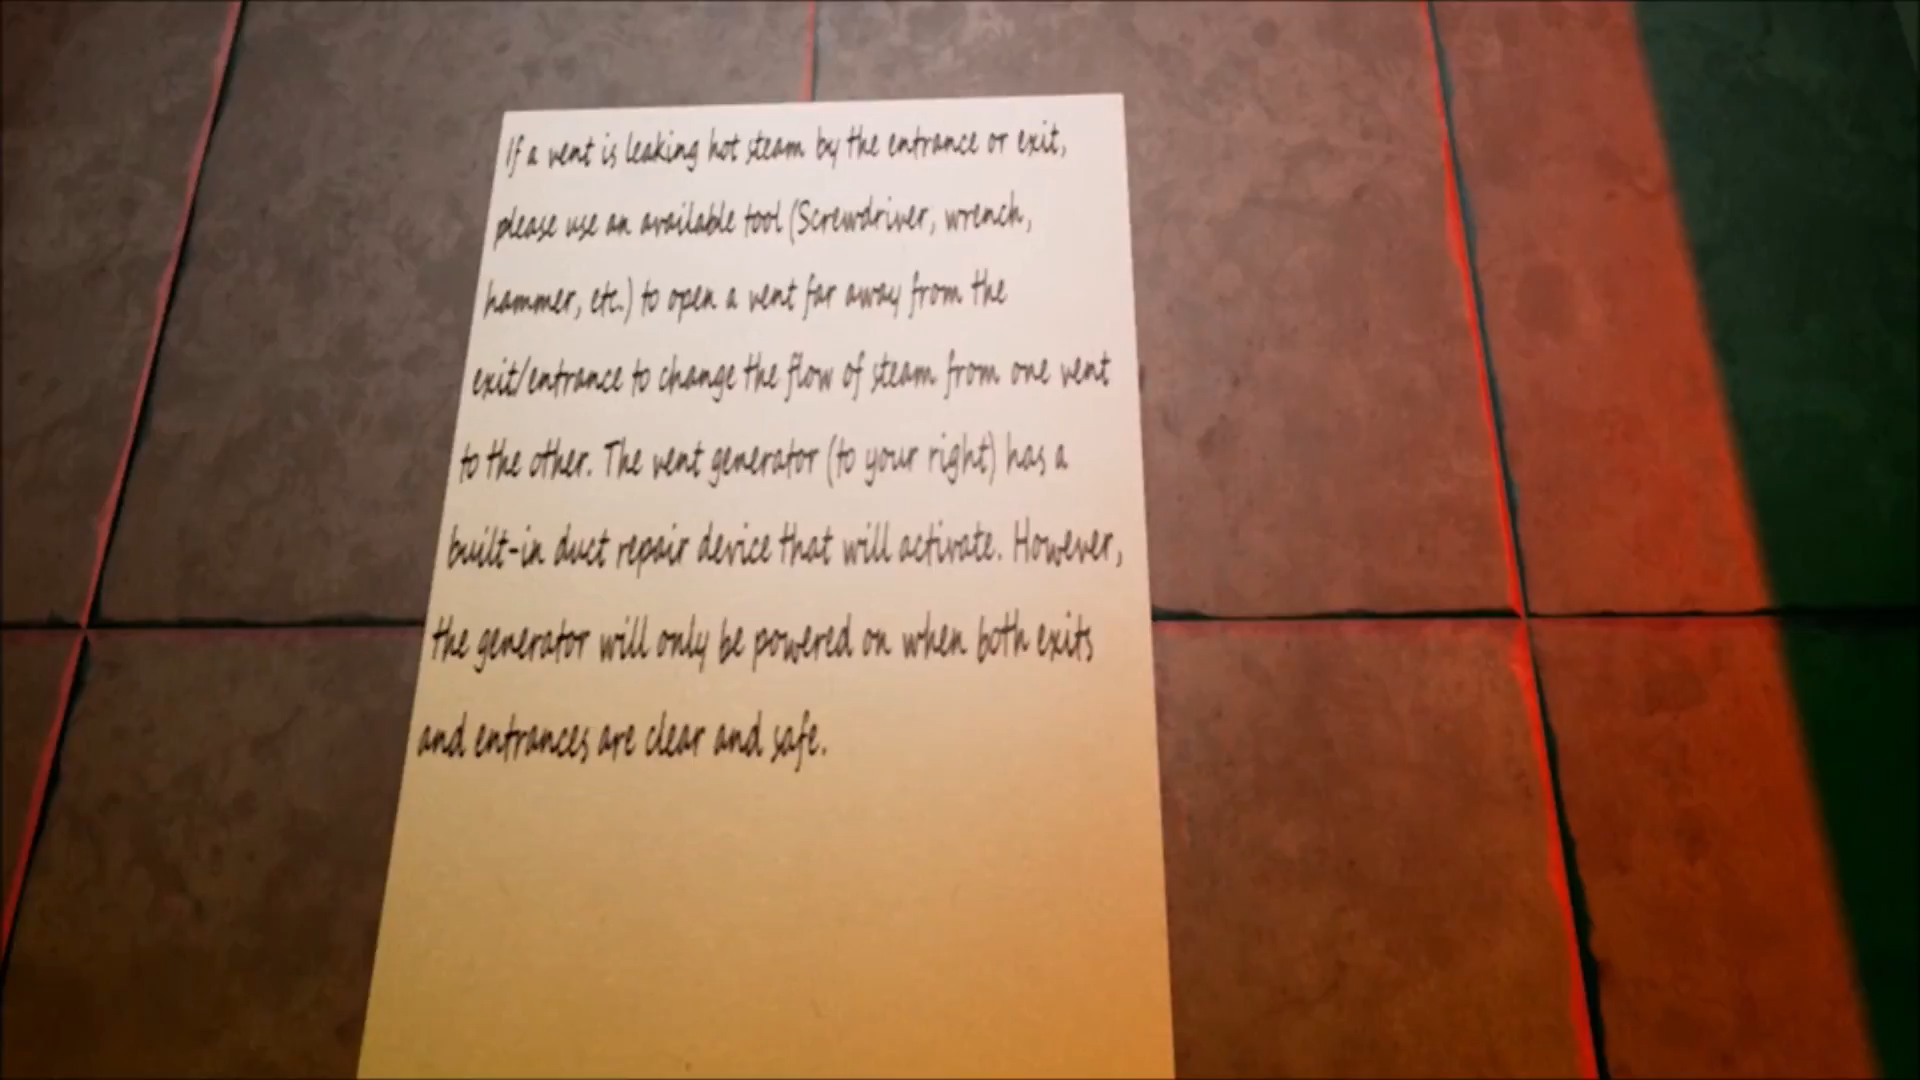 If a vent is leaking hot steam by the entrance or exit,
please use an available tool (Screwdriver, wrench,
hammer, etc.) to open a vent far away from the
exit/entrance to change the flow of steam from one vent
to the other. The vent generator (to your right) has a
built-in duct repair device that will activate. However,
the generator will only be powered on when both exits
and entrances are clear and safe.